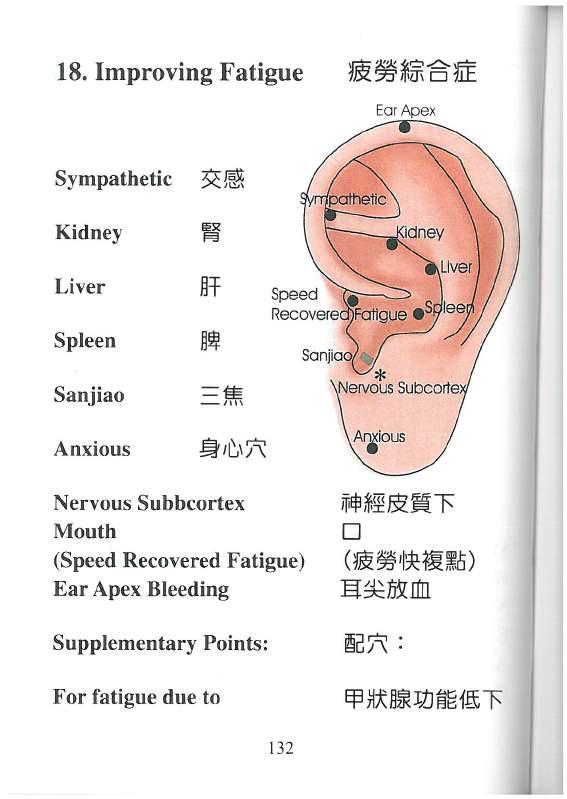 18. Improving Fatigue 疲勞綜合症
Ear Apex
Sympathetic 交感
Sympathetic
Kidney 腎
Kidney
Liver 肝
Liver
Speed
Recovered Fatigue
Spleen
Spleen 脾
Sanjiao
Sanjiao 三焦
Nervous Subcortex
Anxious 身心穴
Anxious
Nervous Subbcortex 神經皮質下
Mouth 口
(Speed Recovered Fatigue) (疲勞快複點)
Ear Apex Bleeding 耳尖放血
Supplementary Points: 配穴：
For fatigue due to 甲狀腺功能低下
132